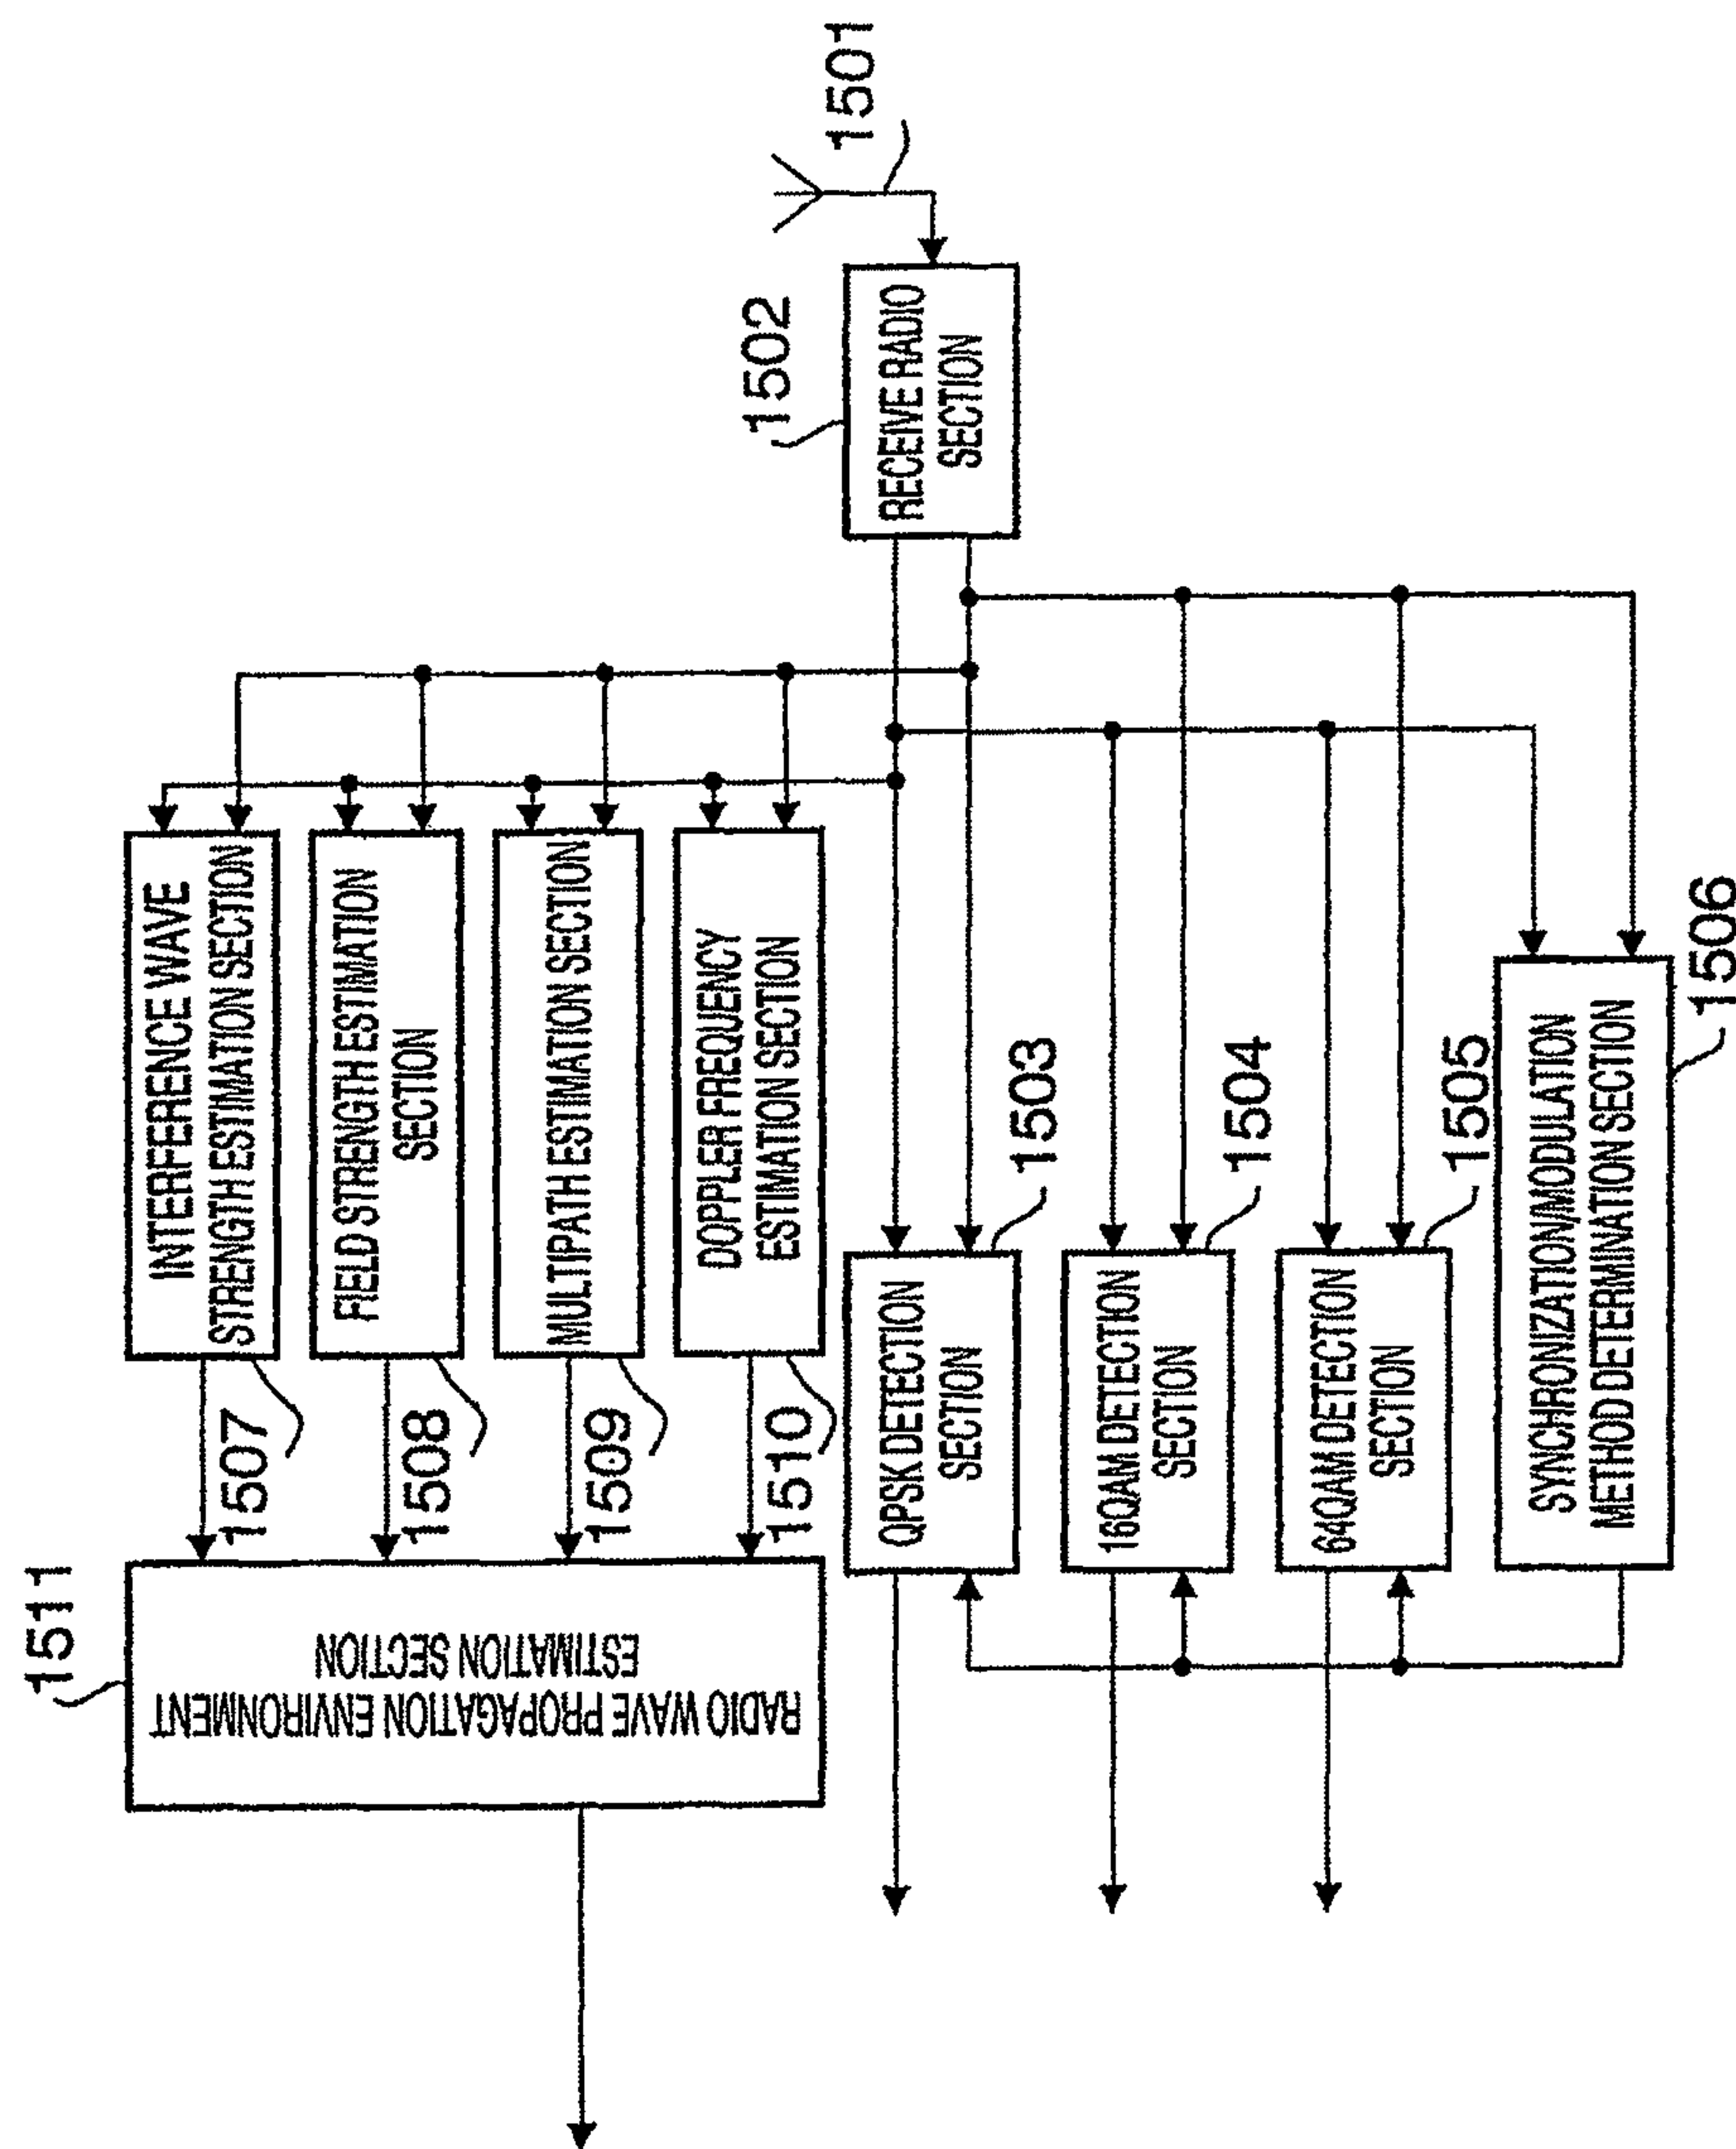 1501
1502
RECEIVE RADIO
SECTION
INTERFERENCE WAVE
STRENGTH ESTIMATION SECTION
1507
FIELD STRENGTH ESTIMATION
SECTION
1508
MULTIPATH ESTIMATION SECTION
1509
DOPPLER FREQUENCY
ESTIMATION SECTION
1510
1511
RADIO WAVE PROPAGATION ENVIRONMENT
ESTIMATION SECTION
QPSK DETECTION
SECTION
1503
16QAM DETECTION
SECTION
1504
64QAM DETECTION
SECTION
1505
SYNCHRONIZATION/MODULATION
METHOD DETERMINATION SECTION
1506